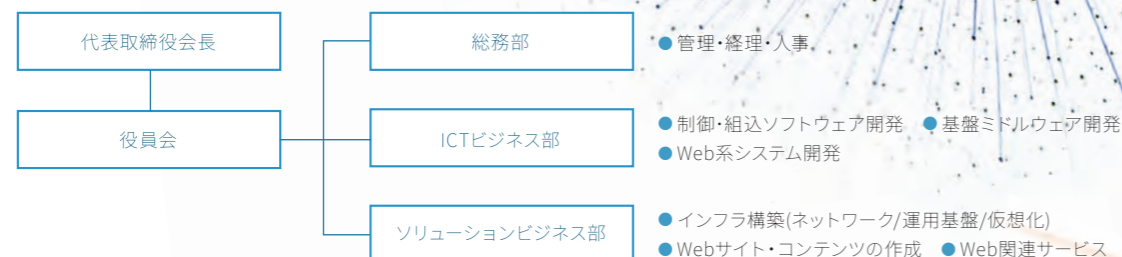 代表取締役会長
役員会
総務部
●管理・経理・人事
ICTビジネス部
●制御・組込ソフトウェア開発 ●基盤ミドルウェア開発
●Web系システム開発
ソリューションビジネス部
●インフラ構築(ネットワーク/運用基盤/仮想化)
●Webサイト・コンテンツの作成 ●Web関連サービス